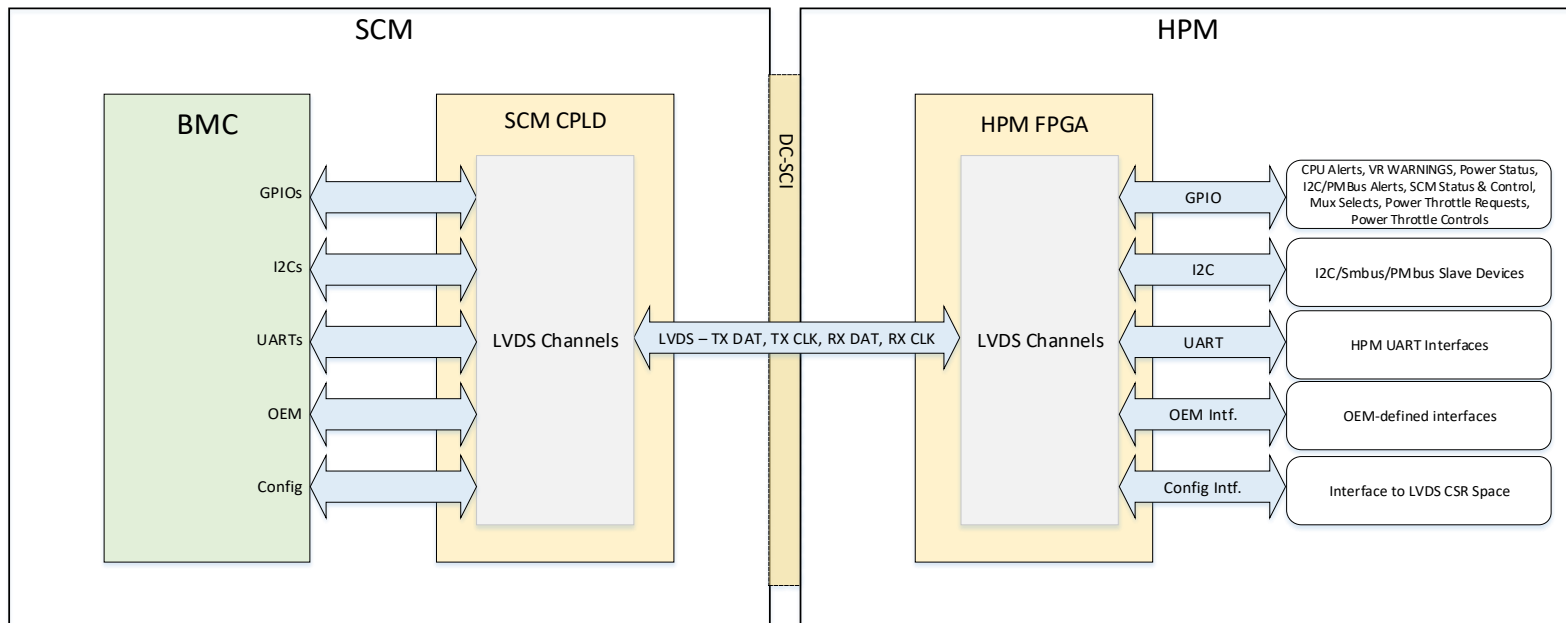 SCM
HPM
BMC
SCM CPLD
DC-SCI
HPM FPGA
GPIOs
I2Cs
UARTs
OEM
Config
LVDS Channels
LVDS – TX DAT, TX CLK, RX DAT, RX CLK
LVDS Channels
GPIO
I2C
UART
OEM Intf.
Config Intf.
CPU Alerts, VR WARNINGS, Power Status,
I2C/PMBus Alerts, SCM Status & Control,
Mux Selects, Power Throttle Requests,
Power Throttle Controls
I2C/Smbus/PMbus Slave Devices
HPM UART Interfaces
OEM-defined interfaces
Interface to LVDS CSR Space